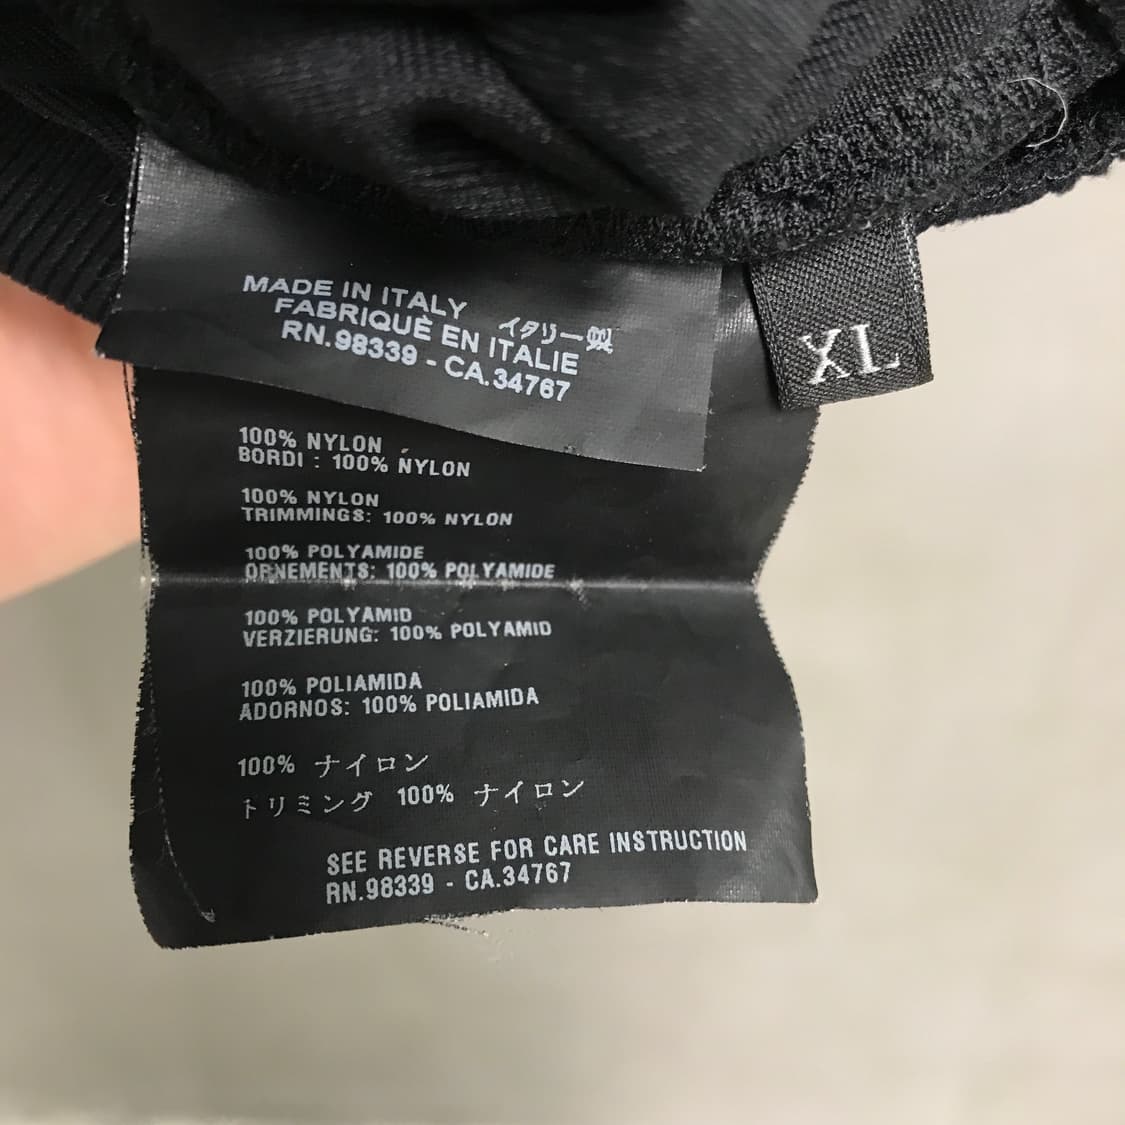 MADE IN ITALY イタリー製
FABRIQUÈ EN ITALIE
RN.98339 - CA.34767
XL
100% NYLON
BORDI : 100% NYLON
100% NYLON
TRIMMINGS: 100% NYLON
100% POLYAMIDE
ORNEMENTS: 100% POLYAMIDE
100% POLYAMID
VERZIERUNG: 100% POLYAMID
100% POLIAMIDA
ADORNOS: 100% POLIAMIDA
100% ナイロン
トリミング 100% ナイロン
SEE REVERSE FOR CARE INSTRUCTION
RN.98339 - CA.34767